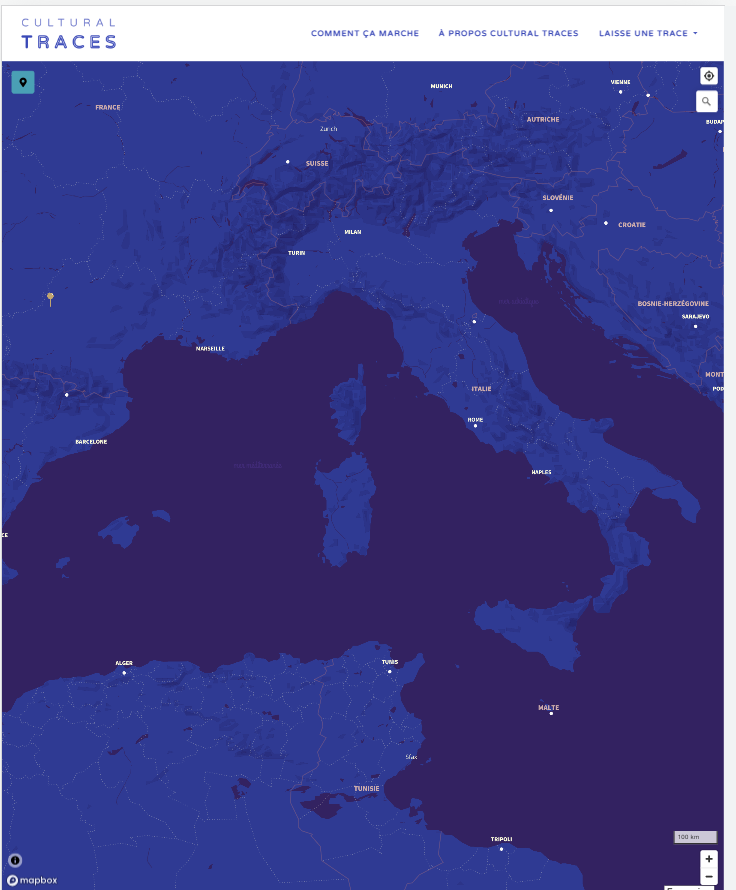 CULTURAL
TRACES
COMMENT ÇA MARCHE
À PROPOS CULTURAL TRACES
LAISSE UNE TRACE
MUNICH
VIENNE
FRANCE
AUTRICHE
BUDAP
Zurich
SUISSE
SLOVÉNIE
CROATIE
MILAN
TURIN
BOSNIE-HERZÉGOVINE
SARAJEVO
MARSEILLE
MONT
ITALIE
POD
ROME
BARCELONE
NAPLES
CE
ALGER
TUNIS
MALTE
Sfax
TUNISIE
TRIPOLI
100 km
mapbox